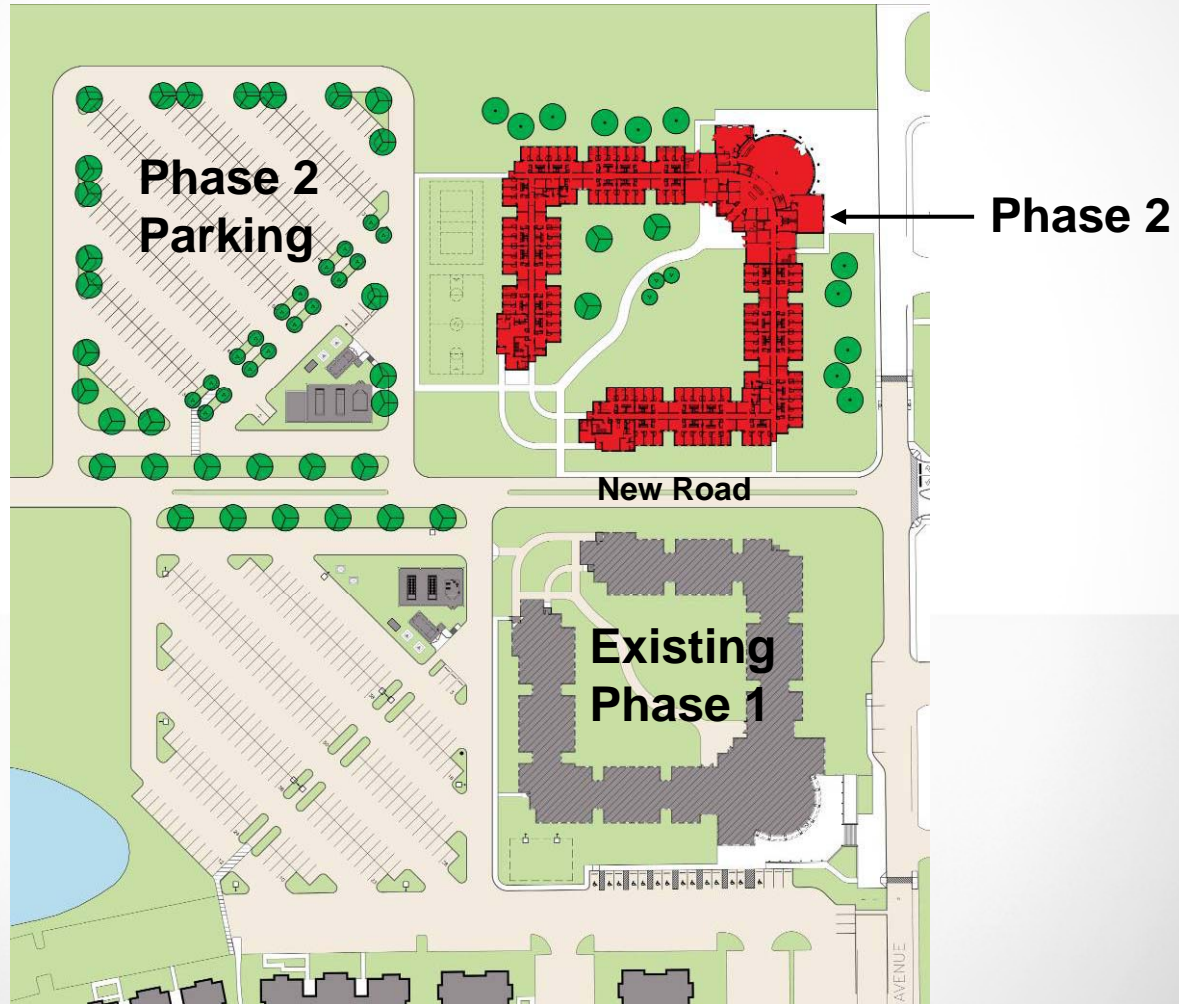 Phase 2
Parking
Phase 2
New Road
Existing
Phase 1
AVENUE